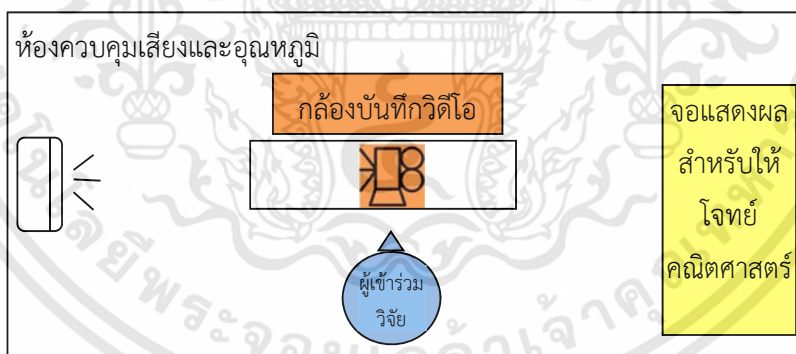 ห้องควบคุมเสียงและอุณหภูมิ
กล้องบันทึกวิดีโอ
จอแสดงผล
สำหรับให้
โจทย์
คณิตศาสตร์
ผู้เข้าร่วม
วิจัย